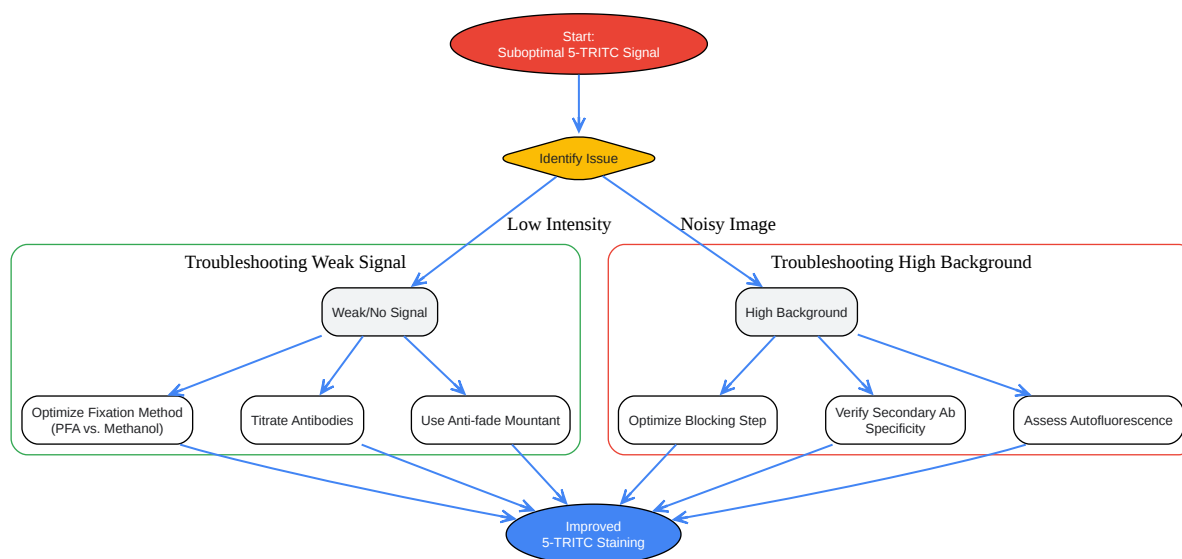 Start:
Suboptimal 5-TRITC Signal
Identify Issue
Low Intensity
Noisy Image
Troubleshooting Weak Signal
Troubleshooting High Background
Weak/No Signal
High Background
Optimize Fixation Method
(PFA vs. Methanol)
Titrate Antibodies
Use Anti-fade Mountant
Optimize Blocking Step
Verify Secondary Ab
Specificity
Assess Autofluorescence
Improved
5-TRITC Staining